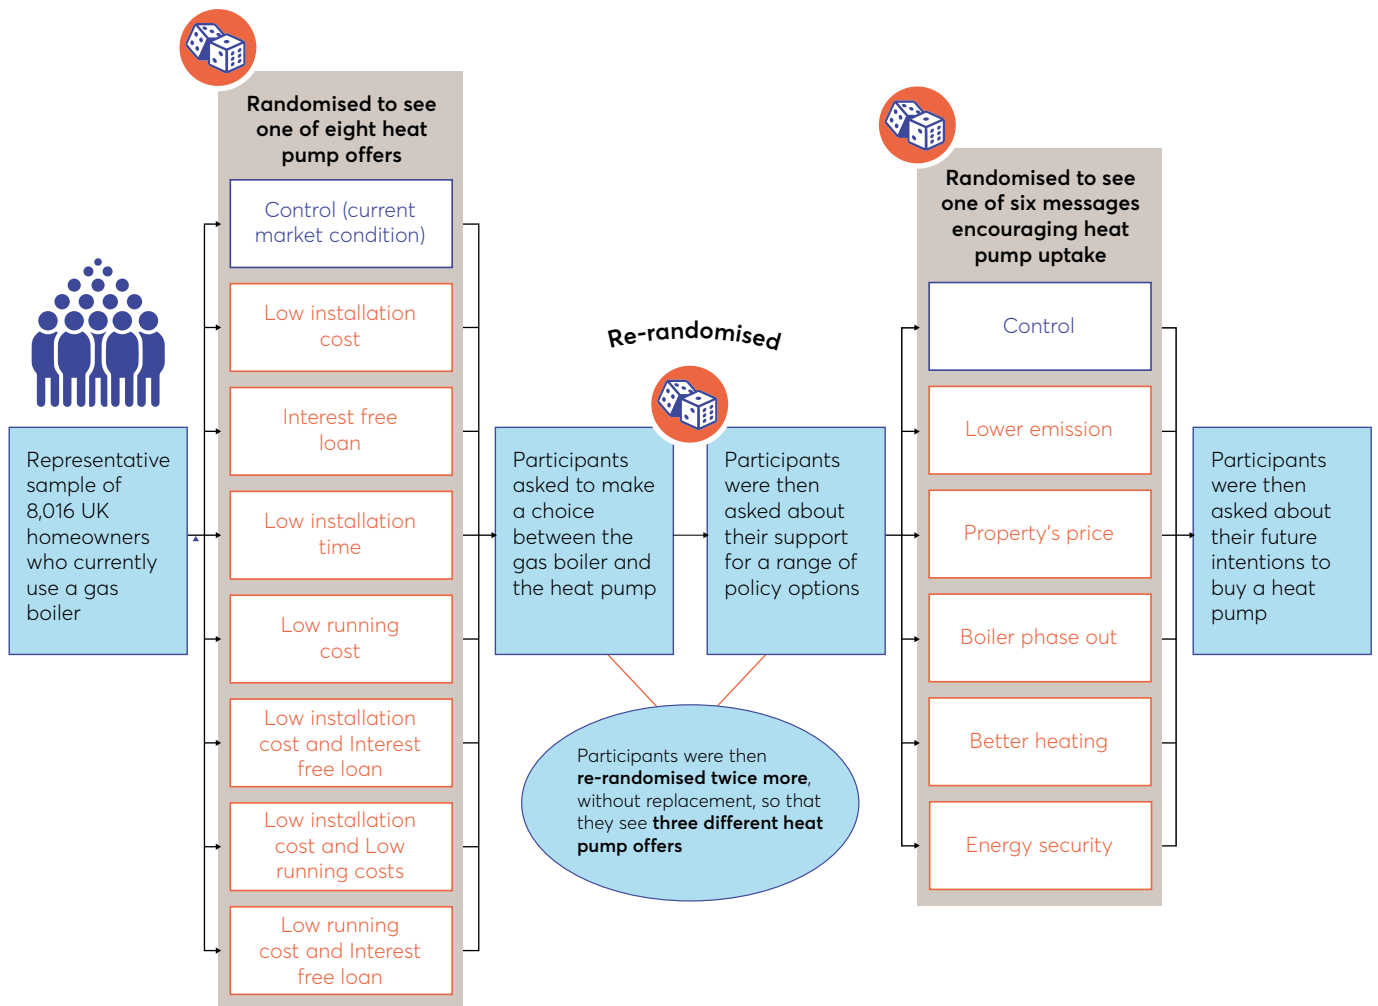 Representative
sample of
8,016 UK
homeowners
who currently
use a gas
boiler
Randomised to see
one of eight heat
pump offers
Control (current
market condition)
Low installation
cost
Interest free
loan
Low installation
time
Low running
cost
Low installation
cost and Interest
free loan
Low installation
cost and Low
running costs
Low running
cost and Interest
free loan
Participants
asked to make
a choice
between the
gas boiler and
the heat pump
Re-randomised
Participants
were then
asked about
their support
for a range of
policy options
Participants were then
re-randomised twice more,
without replacement, so that
they see three different heat
pump offers
Randomised to see
one of six messages
encouraging heat
pump uptake
Control
Lower emission
Property's price
Boiler phase out
Better heating
Energy security
Participants
were then
asked about
their future
intentions to
buy a heat
pump